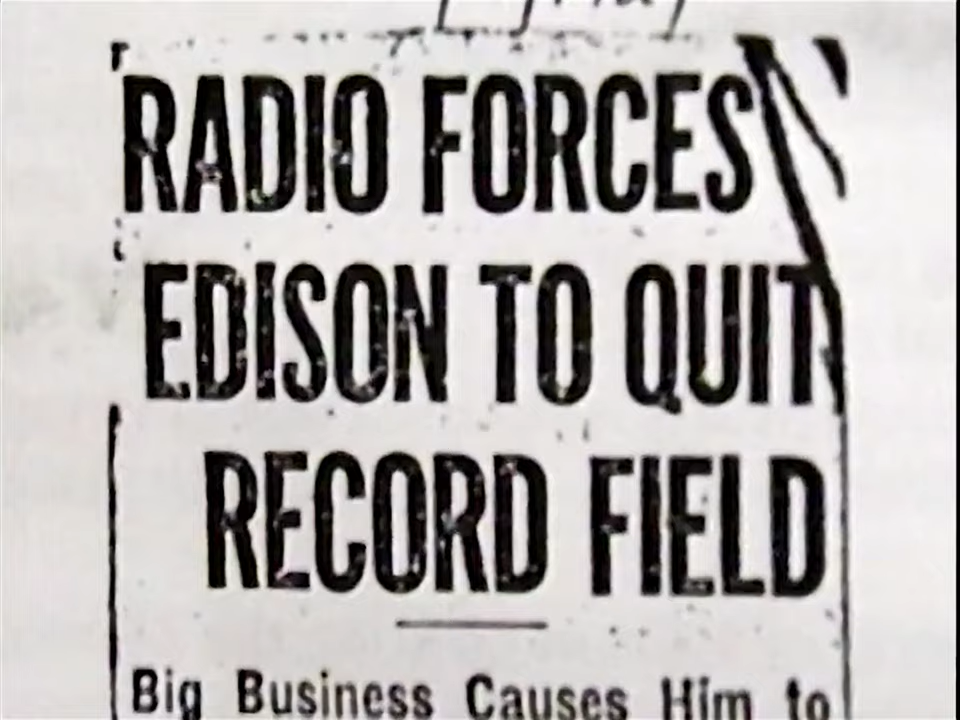 RADIO FORCES
EDISON TO QUIT
RECORD FIELD
Big Business Causes Him to